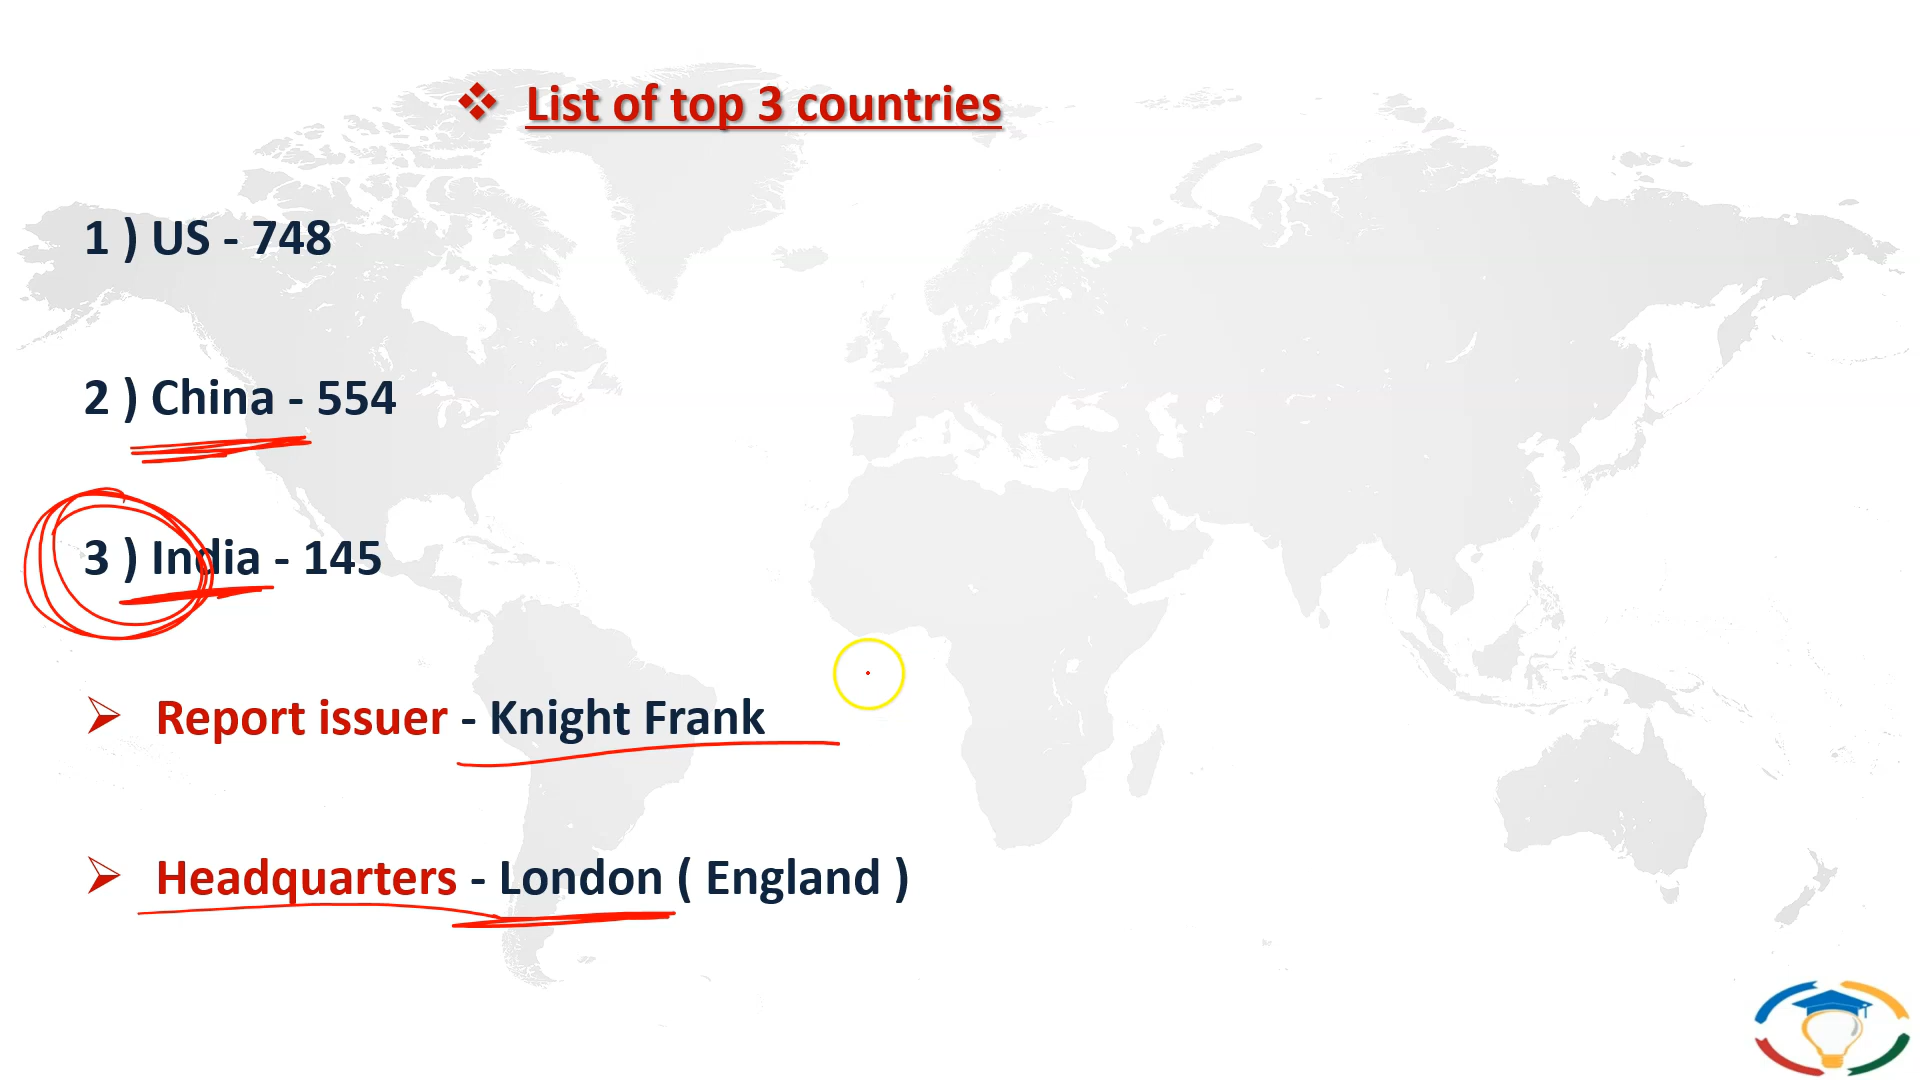 ❖ List of top 3 countries
1 ) US - 748
2 ) China - 554
3 ) India - 145
➢ Report issuer - Knight Frank
➢ Headquarters - London ( England )